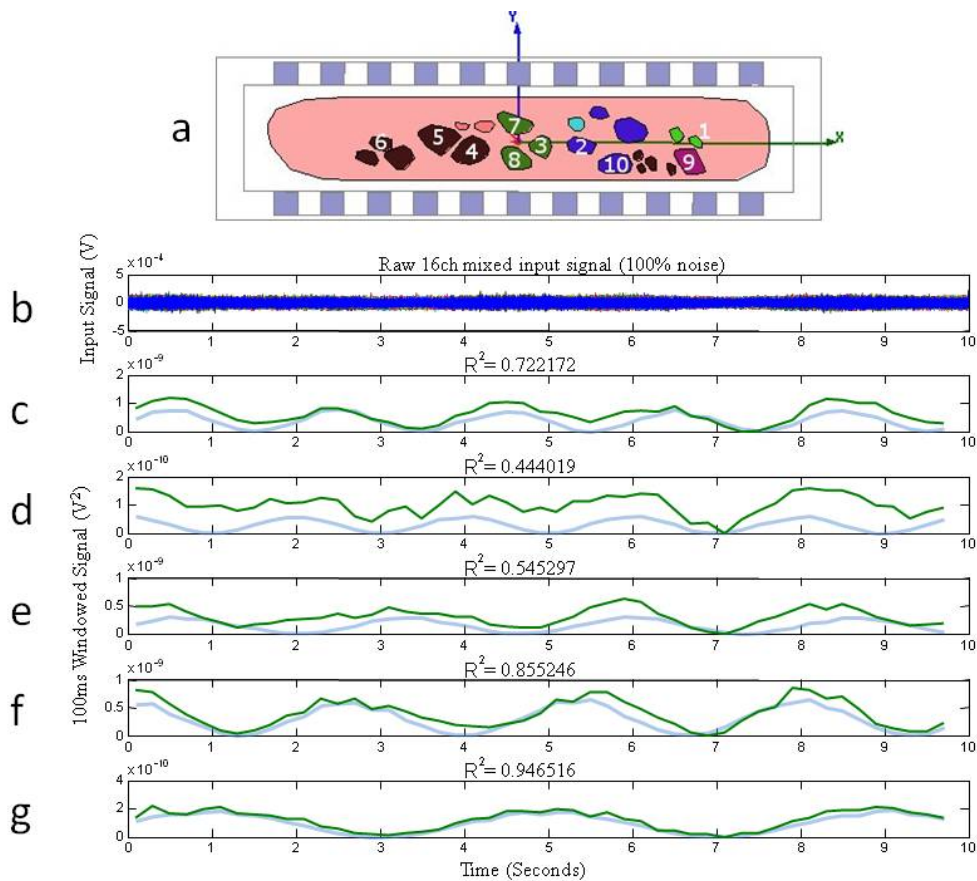 Y
a
X
5 7 1
6 4 3 2
8 10 9
Raw 16ch mixed input signal (100% noise)
×10⁻⁴
Input Signal (V)
b
5
0
-5
0 1 2 3 4 5 6 7 8 9 10
R²= 0.722172
×10⁻⁹
c
2
1
0
0 1 2 3 4 5 6 7 8 9 10
R²= 0.444019
×10⁻¹⁰
d
2
1
0
0 1 2 3 4 5 6 7 8 9 10
R²= 0.545297
×10⁻⁹
100ms Windowed Signal (V²)
e
1
0.5
0
0 1 2 3 4 5 6 7 8 9 10
R²= 0.855246
×10⁻⁹
f
1
0.5
0
0 1 2 3 4 5 6 7 8 9 10
R²= 0.946516
×10⁻¹⁰
g
4
2
0
0 1 2 3 4 5 6 7 8 9 10
Time (Seconds)